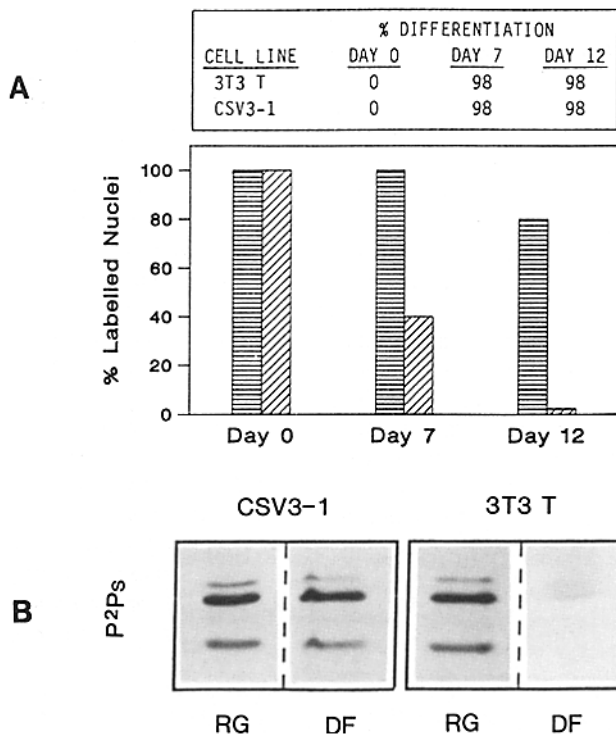 A
% DIFFERENTIATION
CELL LINE DAY 0 DAY 7 DAY 12
3T3 T 0 98 98
CSV3-1 0 98 98
% Labelled Nuclei
100
80
60
40
20
0
Day 0 Day 7 Day 12
B
CSV3-1 3T3 T
P²Ps
RG DF RG DF